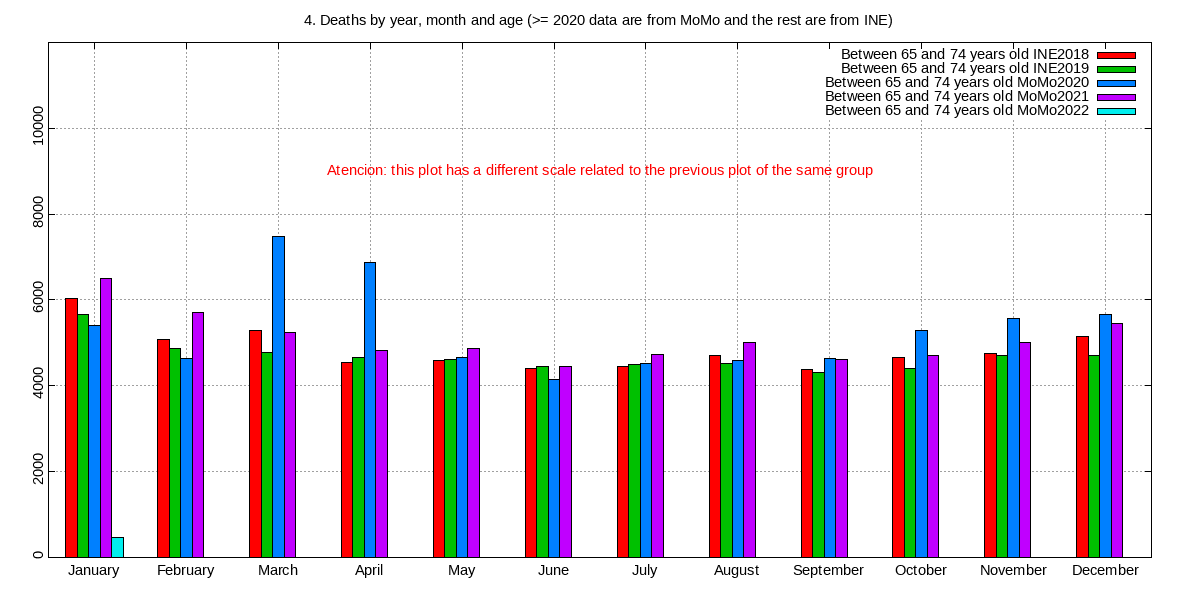 4. Deaths by year, month and age (>= 2020 data are from MoMo and the rest are from INE)
Between 65 and 74 years old INE2018
Between 65 and 74 years old INE2019
Between 65 and 74 years old MoMo2020
Between 65 and 74 years old MoMo2021
Between 65 and 74 years old MoMo2022
Atencion: this plot has a different scale related to the previous plot of the same group
10000
8000
6000
4000
2000
0
January February March April May June July August September October November December